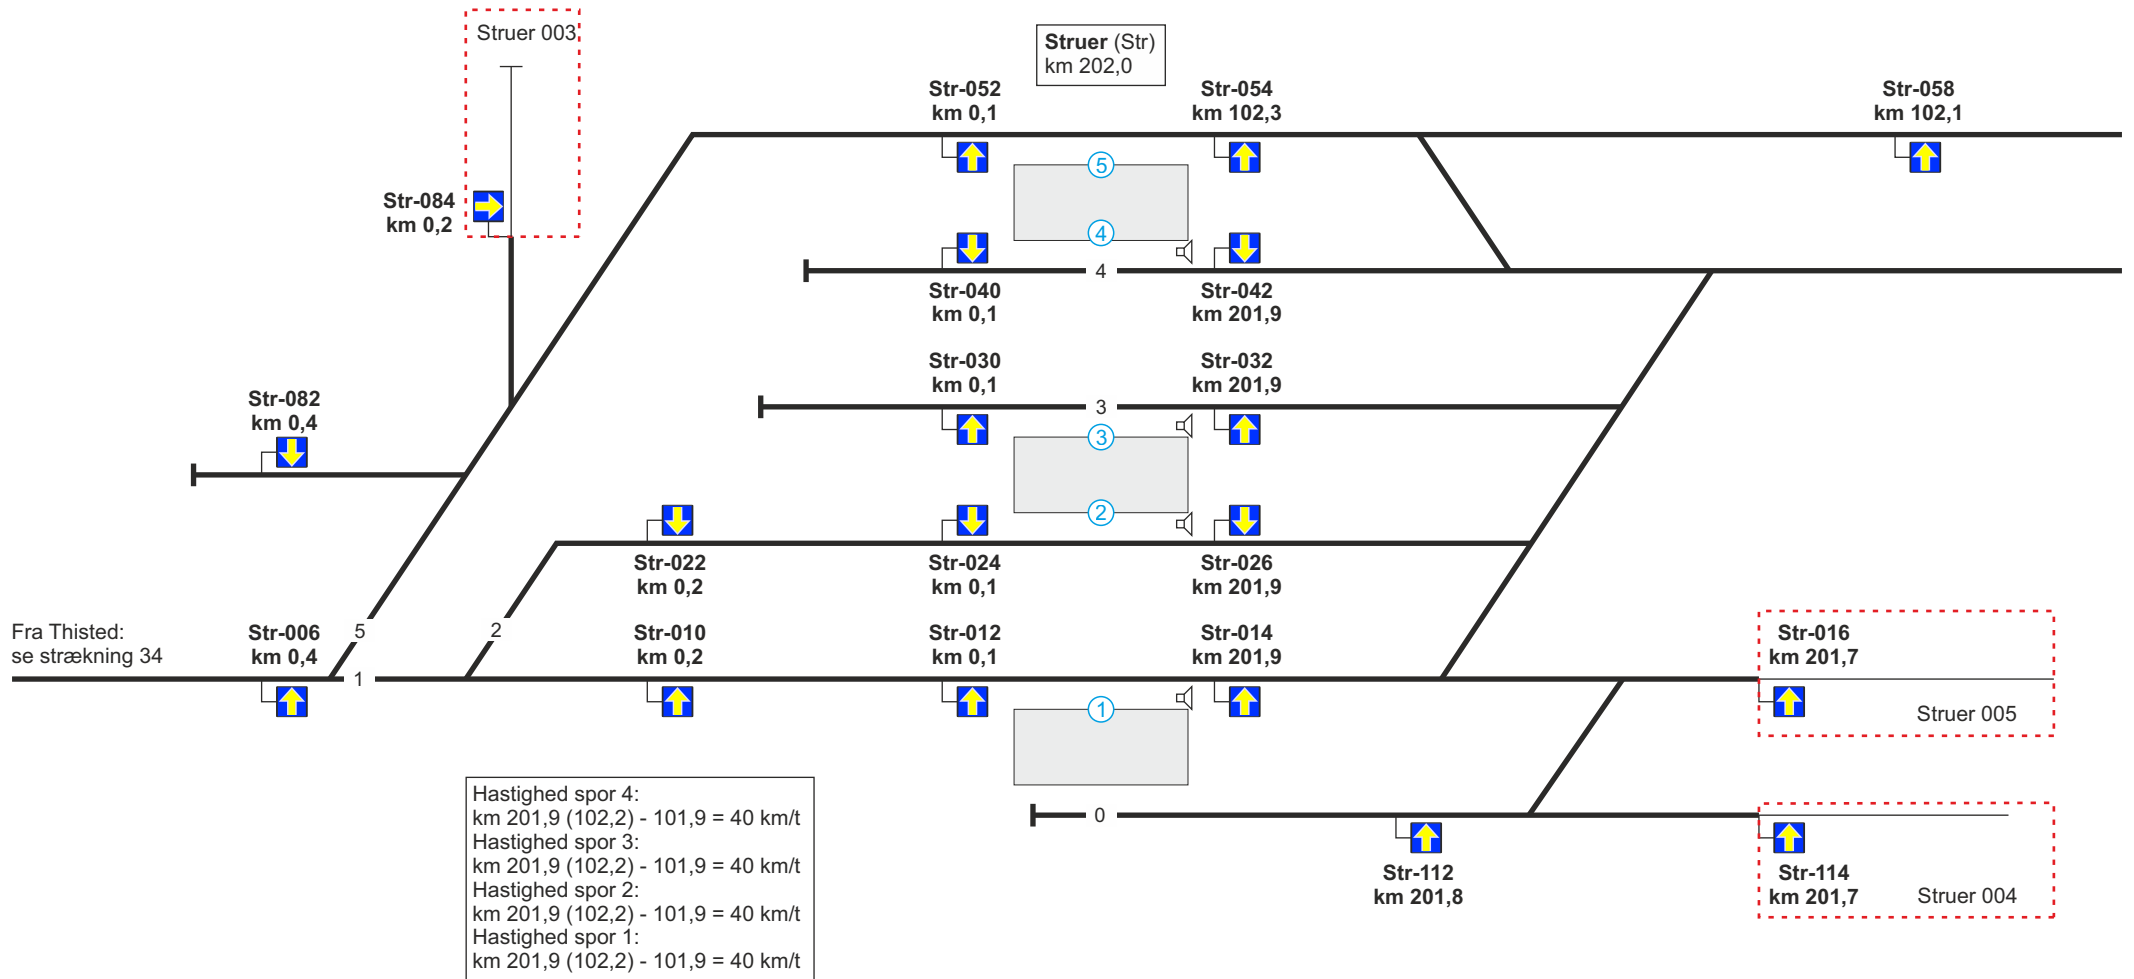 Struer 003
Struer (Str)
km 202,0
Str-052
km 0,1
Str-054
km 102,3
Str-058
km 102,1
5
Str-084
km 0,2
4
4
Str-040
km 0,1
Str-042
km 201,9
Str-030
km 0,1
Str-032
km 201,9
Str-082
km 0,4
3
3
2
Str-022
km 0,2
Str-024
km 0,1
Str-026
km 201,9
Fra Thisted:
se strækning 34
Str-006
km 0,4
5
2
Str-010
km 0,2
Str-012
km 0,1
Str-014
km 201,9
Str-016
km 201,7
1
1
Struer 005
Hastighed spor 4:
km 201,9 (102,2) - 101,9 = 40 km/t
Hastighed spor 3:
km 201,9 (102,2) - 101,9 = 40 km/t
Hastighed spor 2:
km 201,9 (102,2) - 101,9 = 40 km/t
Hastighed spor 1:
km 201,9 (102,2) - 101,9 = 40 km/t
0
Str-112
km 201,8
Str-114
km 201,7
Struer 004